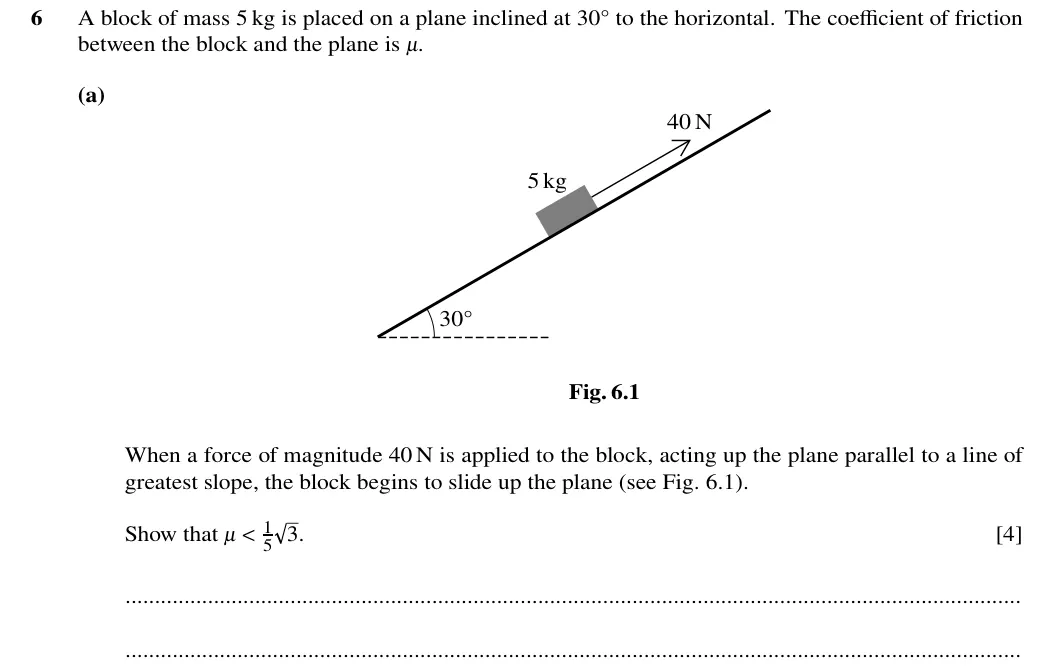 6 A block of mass 5 kg is placed on a plane inclined at 30° to the horizontal. The coefficient of friction
between the block and the plane is μ.
(a)
40 N
5 kg
30°
Fig. 6.1
When a force of magnitude 40 N is applied to the block, acting up the plane parallel to a line of
greatest slope, the block begins to slide up the plane (see Fig. 6.1).
Show that μ < 1/5√3. [4]